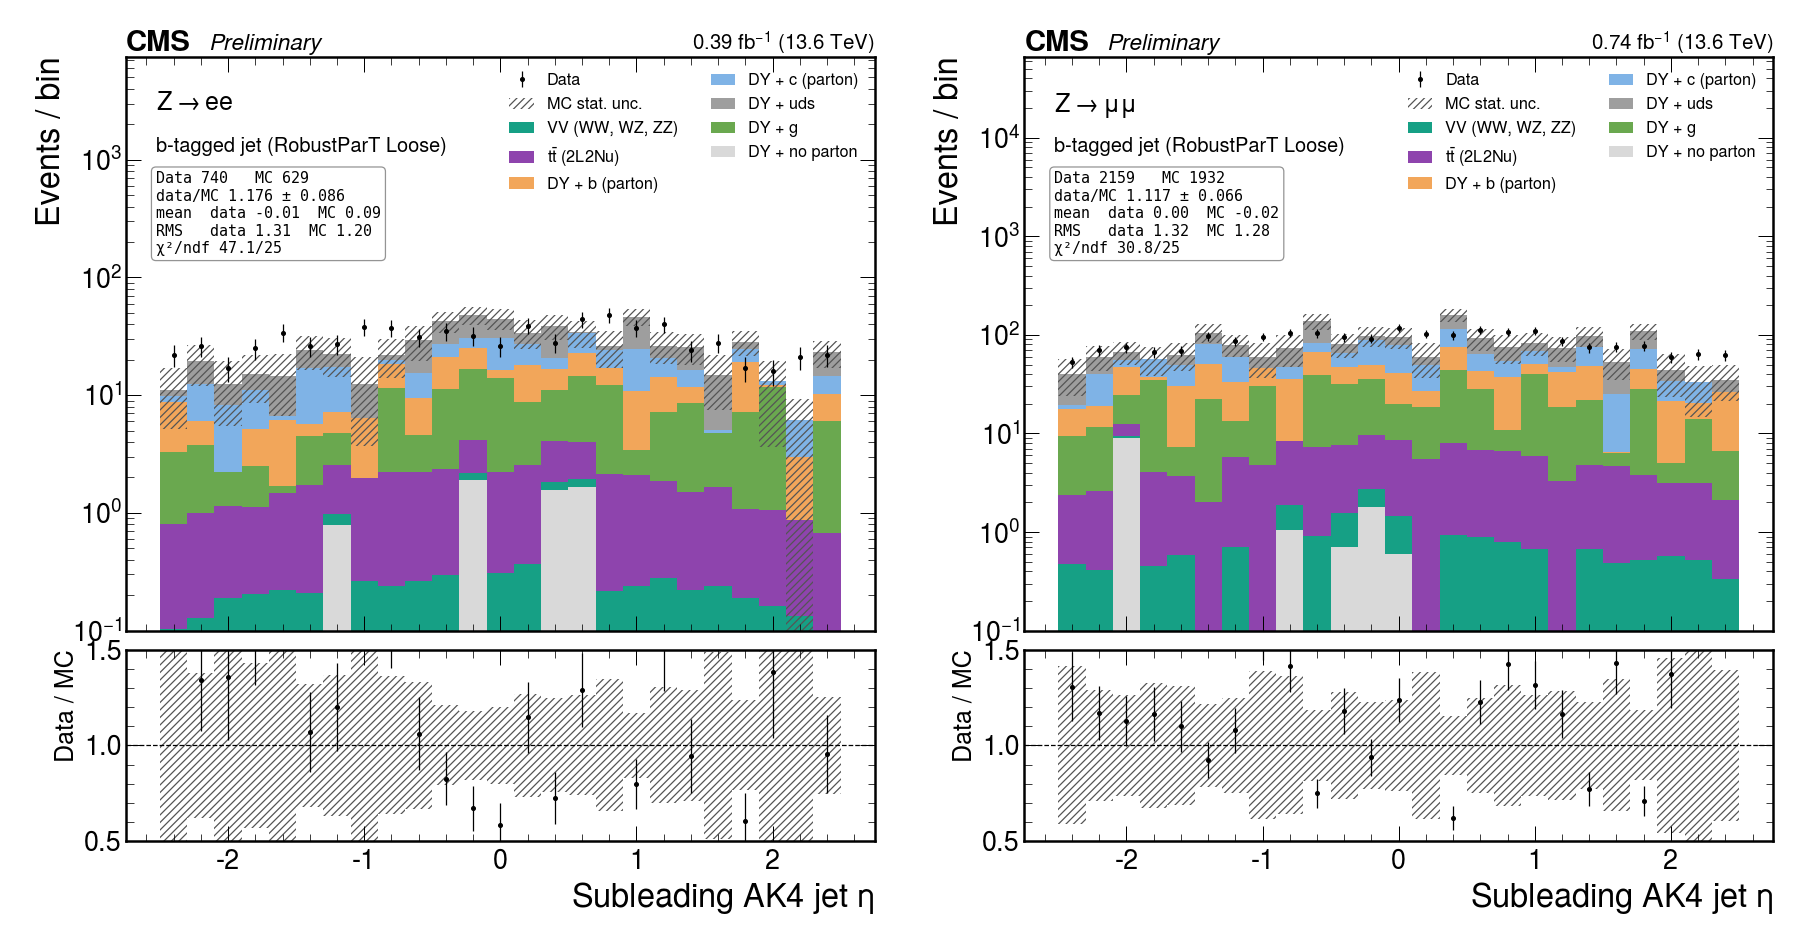 CMS Preliminary 0.39 fb⁻¹ (13.6 TeV)
Events / bin
Z → ee
b-tagged jet (RobustParT Loose)
Data 740 MC 629
data/MC 1.176 ± 0.086
mean data -0.01 MC 0.09
RMS data 1.31 MC 1.20
χ²/ndf 47.1/25
Data
MC stat. unc.
VV (WW, WZ, ZZ)
tt̄ (2L2Nu)
DY + b (parton)
DY + c (parton)
DY + uds
DY + g
DY + no parton
10³
10²
10¹
10⁰
10⁻¹
Data / MC
1.5
1.0
0.5
-2 -1 0 1 2
Subleading AK4 jet η
CMS Preliminary 0.74 fb⁻¹ (13.6 TeV)
Events / bin
Z → μμ
b-tagged jet (RobustParT Loose)
Data 2159 MC 1932
data/MC 1.117 ± 0.066
mean data 0.00 MC -0.02
RMS data 1.32 MC 1.28
χ²/ndf 30.8/25
Data
MC stat. unc.
VV (WW, WZ, ZZ)
tt̄ (2L2Nu)
DY + b (parton)
DY + c (parton)
DY + uds
DY + g
DY + no parton
10⁴
10³
10²
10¹
10⁰
10⁻¹
Data / MC
1.5
1.0
0.5
-2 -1 0 1 2
Subleading AK4 jet η